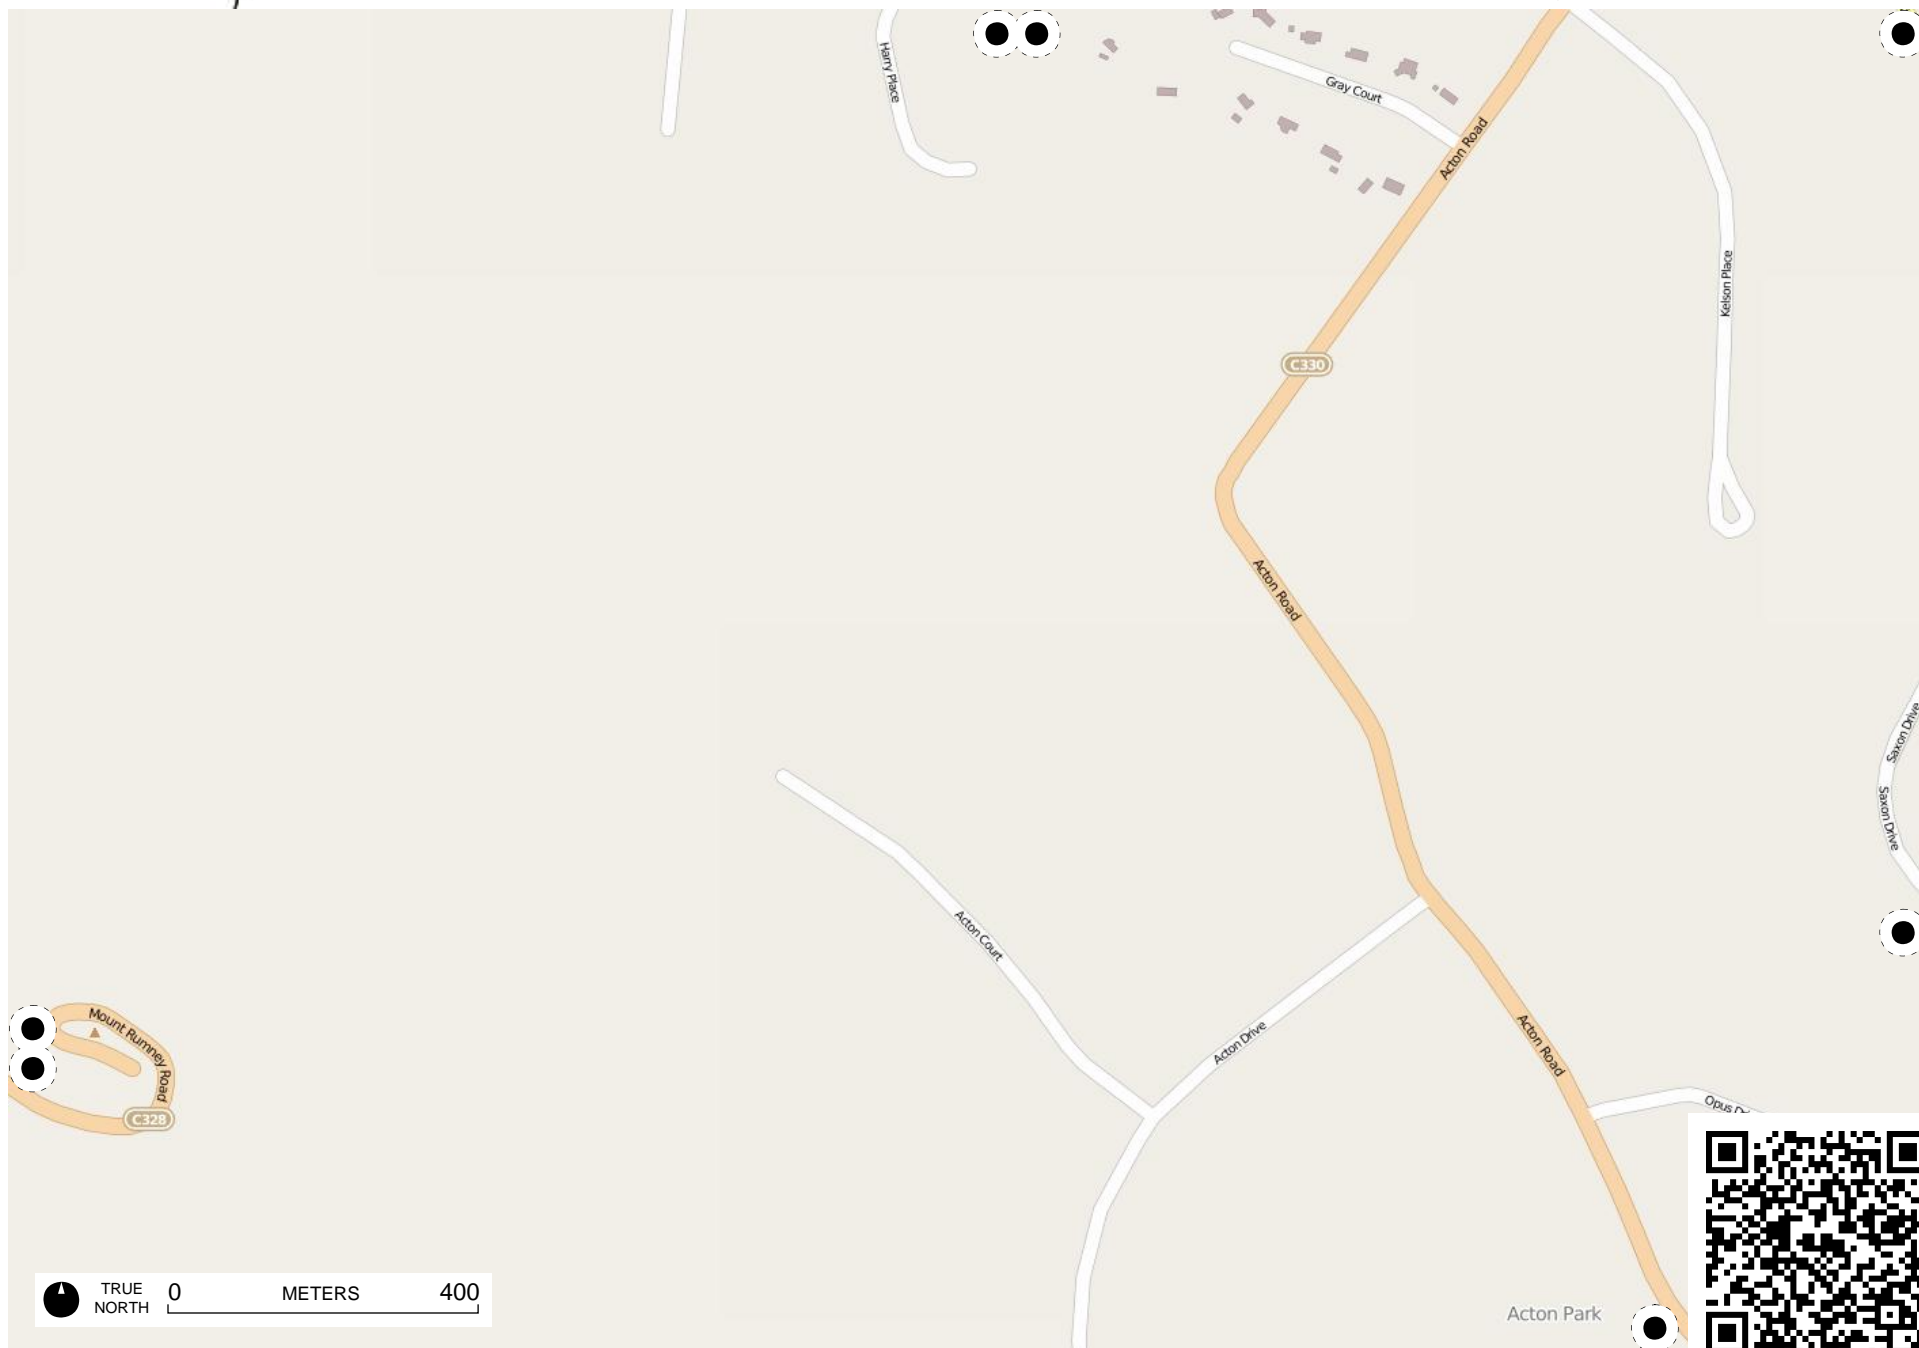 Harry Place
Gray Court
Acton Road
Kelson Place
C330
Acton Road
Saxon Drive
Saxon Drive
Acton Court
Mount Rumney Road
Acton Drive
Acton Road
C328
Opus
TRUE
NORTH
0 METERS 400
Acton Park